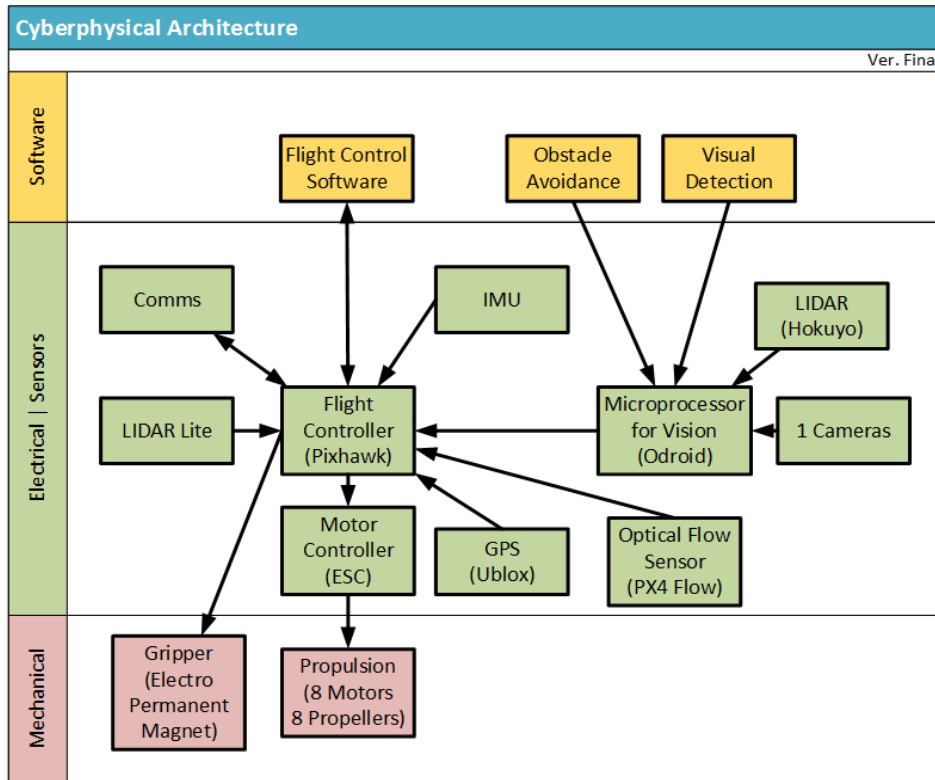 Cyberphysical Architecture
Ver. Fina
Software
Flight Control
Software
Obstacle
Avoidance
Visual
Detection
Electrical | Sensors
Comms
IMU
LIDAR
(Hokuyo)
LIDAR Lite
Flight
Controller
(Pixhawk)
Microprocessor
for Vision
(Odroid)
1 Cameras
Motor
Controller
(ESC)
GPS
(Ublox)
Optical Flow
Sensor
(PX4 Flow)
Mechanical
Gripper
(Electro
Permanent
Magnet)
Propulsion
(8 Motors
8 Propellers)